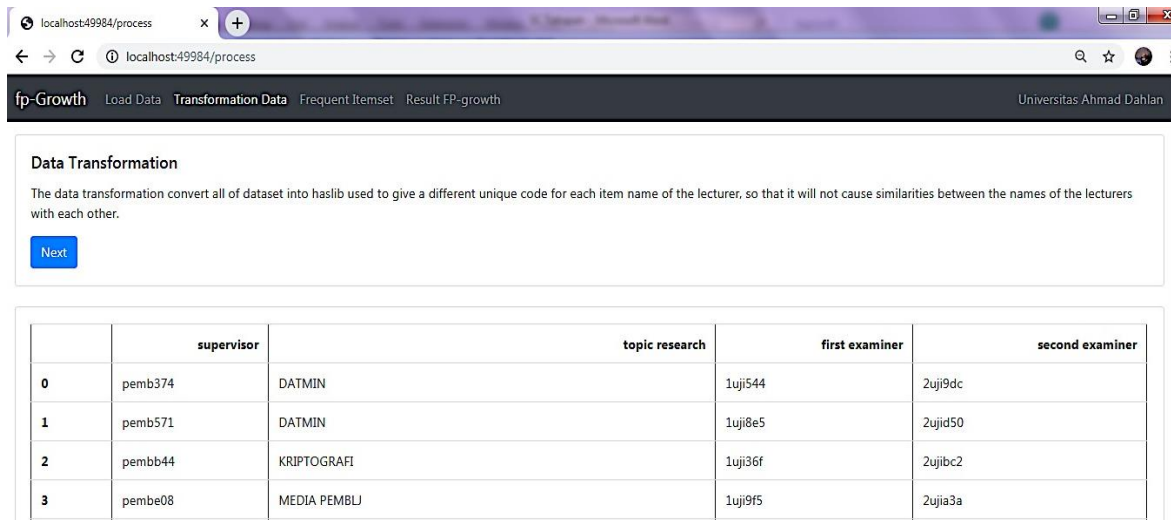 localhost:49984/process
localhost:49984/process
fp-Growth Load Data Transformation Data Frequent Itemset Result FP-growth Universitas Ahmad Dahlan
Data Transformation
The data transformation convert all of dataset into haslib used to give a different unique code for each item name of the lecturer, so that it will not cause similarities between the names of the lecturers
with each other.
Next
supervisor topic research first examiner second examiner
0 pemb374 DATMIN 1uji544 2uji9dc
1 pemb571 DATMIN 1uji8e5 2ujid50
2 pembb44 KRIPTOGRAFI 1uji36f 2ujibc2
3 pembe08 MEDIA PEMBLJ 1uji9f5 2ujia3a